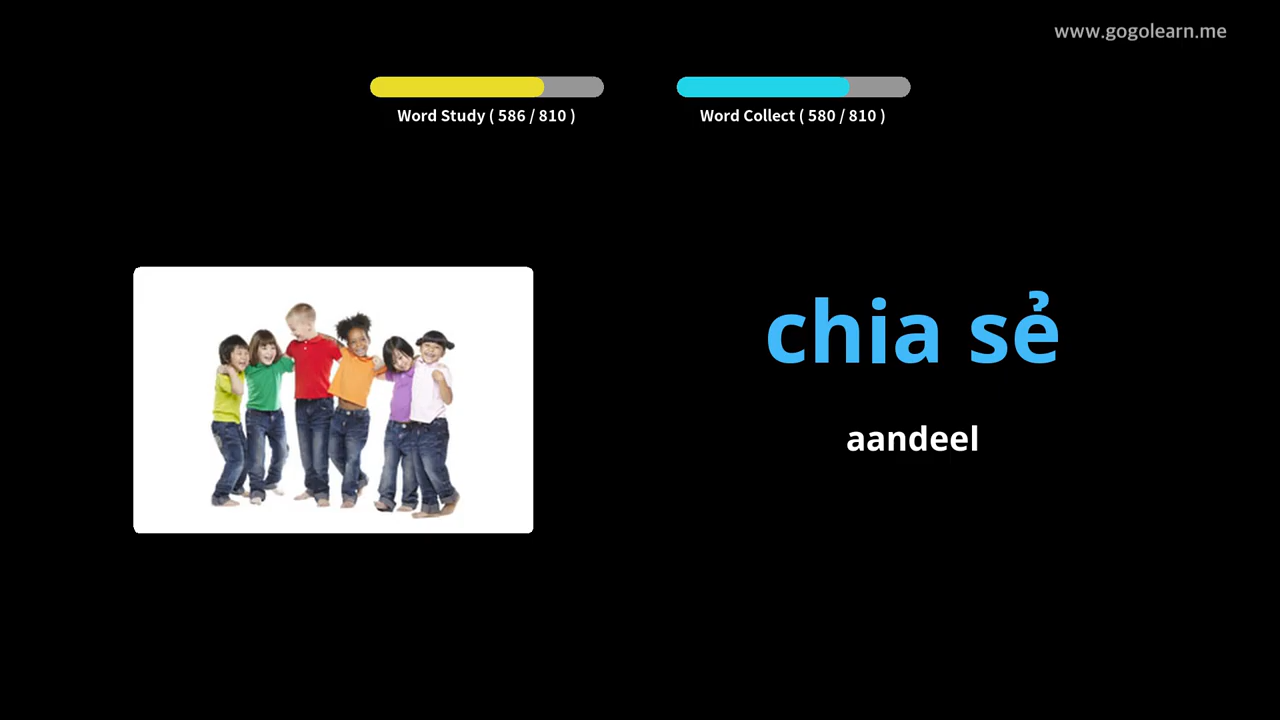 www.gogolearn.me
Word Study ( 586 / 810 )
Word Collect ( 580 / 810 )
chia sẻ
aandeel